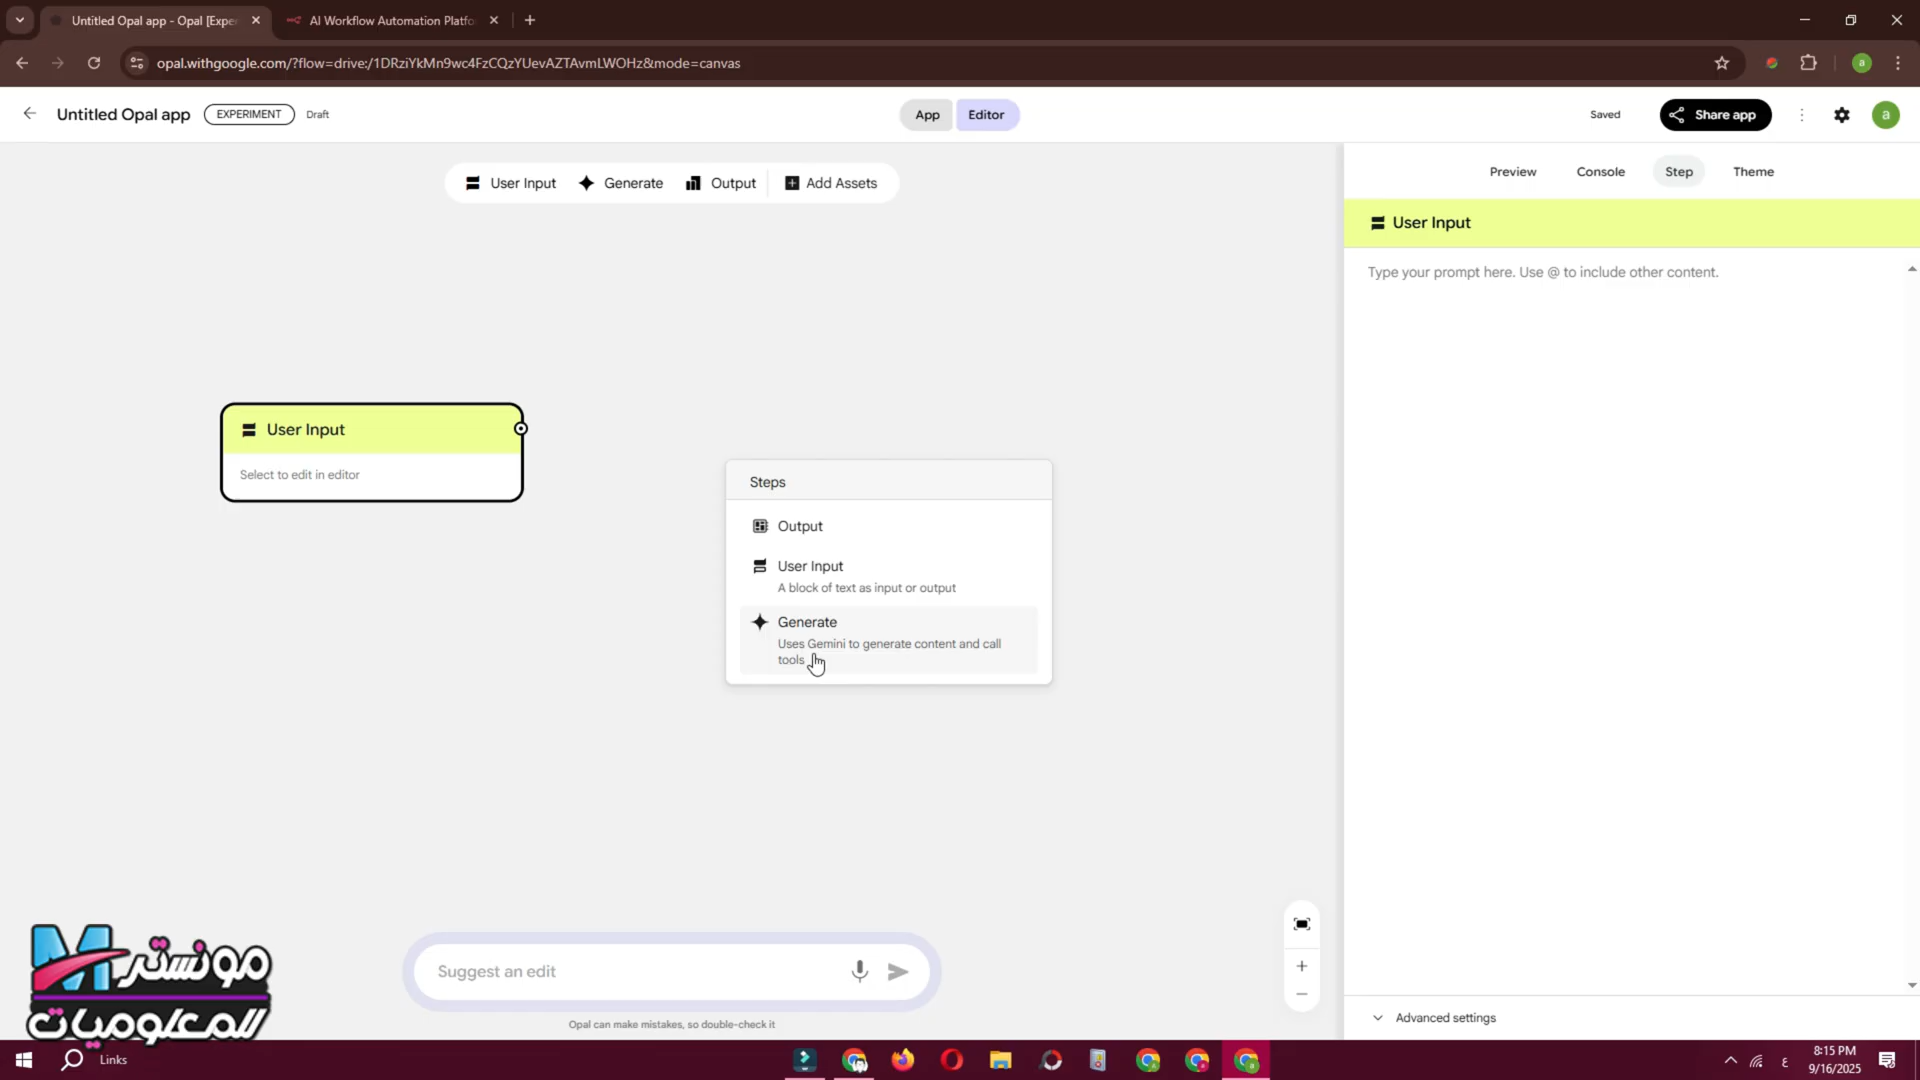 Untitled Opal app - Opal [Exper
AI Workflow Automation Platfo
opal.withgoogle.com/?flow=drive:/1DRziYkMn9wc4FzCQzYUevAZTAvmLWOHz&mode=canvas
a
Untitled Opal app
EXPERIMENT
Draft
App
Editor
Saved
Share app
a
User Input
Generate
Output
Add Assets
Preview
Console
Step
Theme
User Input
Type your prompt here. Use @ to include other content.
User Input
Select to edit in editor
Steps
Output
User Input
A block of text as input or output
Generate
Uses Gemini to generate content and call
tools
Suggest an edit
Opal can make mistakes, so double-check it
Advanced settings
مونستر
للمعلوميات
Links
ع
8:15 PM
9/16/2025